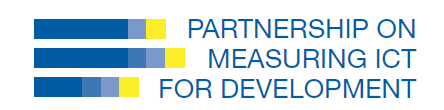 PARTNERSHIP ON
MEASURING ICT
FOR DEVELOPMENT